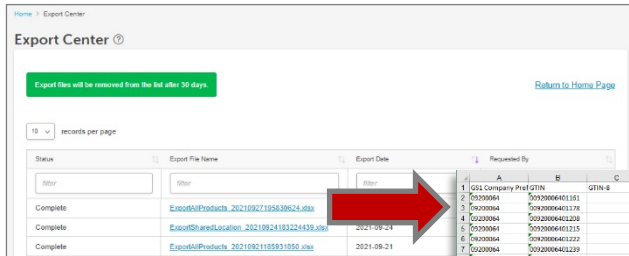 Home > Export Center
Export Center ?
Export files will be removed from the list after 30 days.
Return to Home Page
10 records per page
Status Export File Name Export Date Requested By
filter filter filter
Complete ExportAllProducts_20210927195830624.xlsx
Complete ExportSharedLocation_20210924183224439.xlsx 2021-09-24
Complete ExportAllProducts_20210921185931850.xlsx 2021-09-21
A B C
1 GS1 Company Pref GTIN GTIN-8
2 09200064 00920006401161
3 09200064 00920006401178
4 09200064 00920006401208
5 09200064 00920006401215
6 09200064 00920006401222
7 09200064 00920006401239